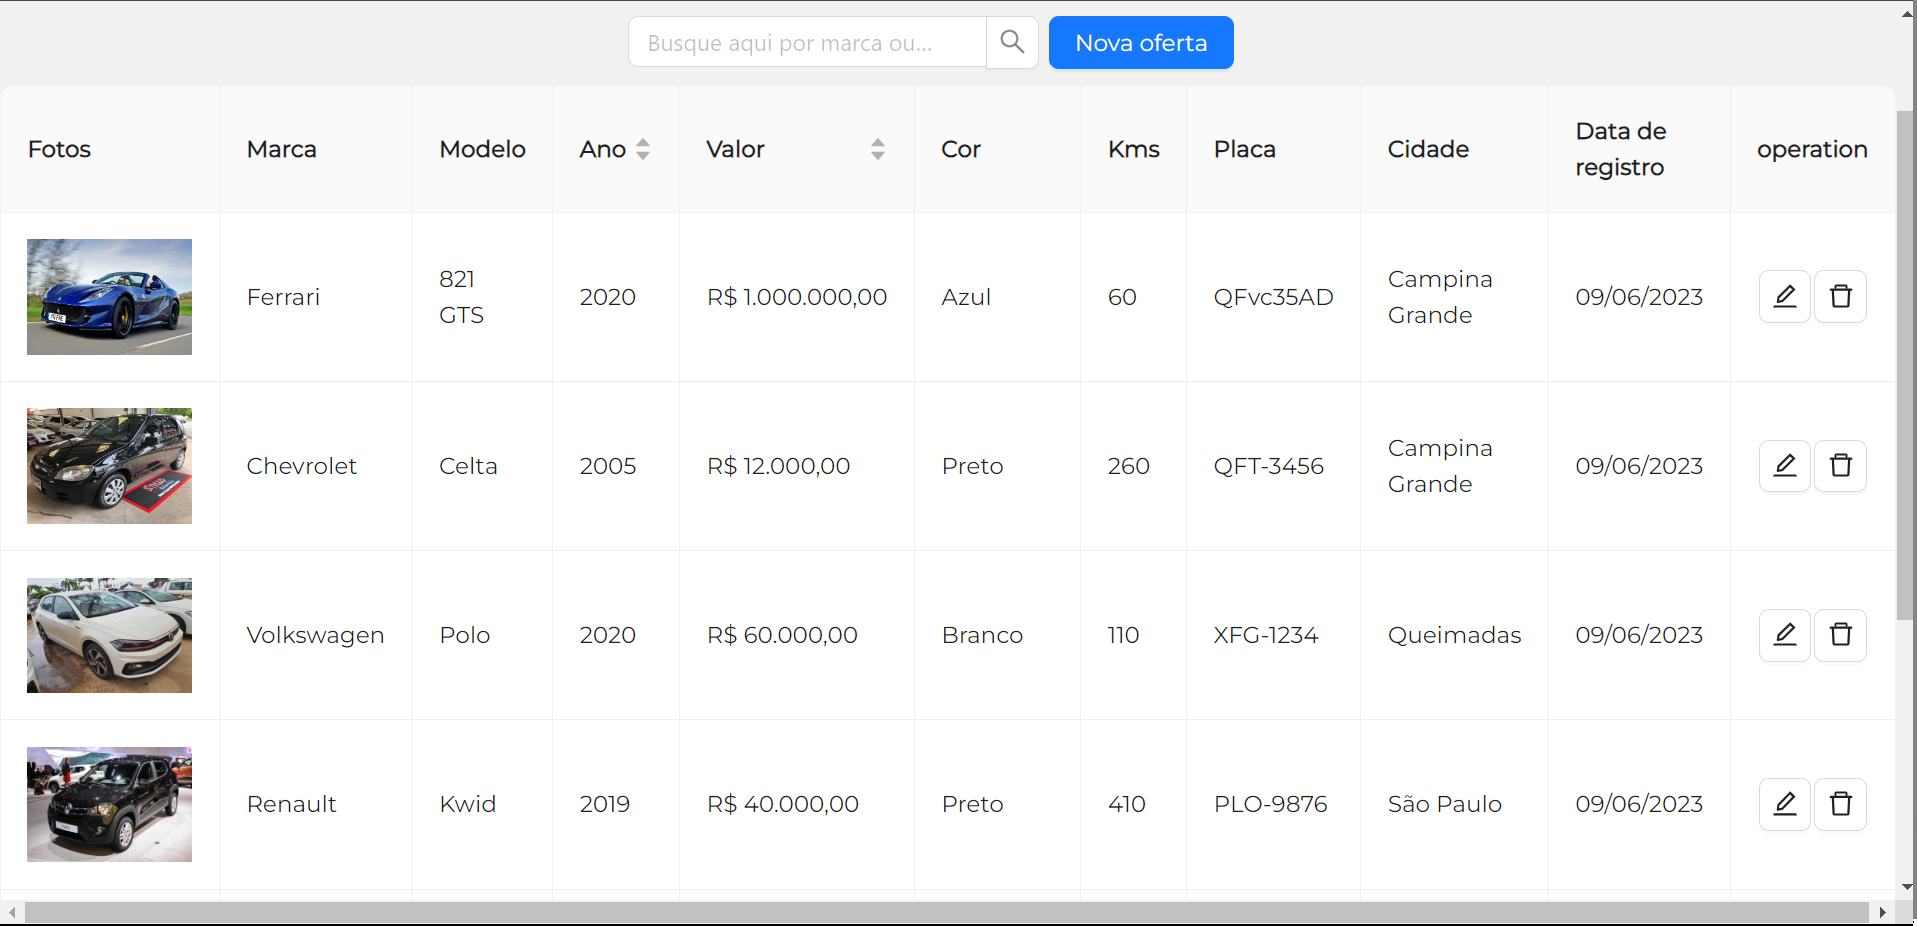 Busque aqui por marca ou...
Nova oferta
Fotos
Marca
Modelo
Ano
Valor
Cor
Kms
Placa
Cidade
Data de
registro
operation
Ferrari
821
GTS
2020
R$ 1.000.000,00
Azul
60
QFvc35AD
Campina
Grande
09/06/2023
Chevrolet
Celta
2005
R$ 12.000,00
Preto
260
QFT-3456
Campina
Grande
09/06/2023
Volkswagen
Polo
2020
R$ 60.000,00
Branco
110
XFG-1234
Queimadas
09/06/2023
Renault
Kwid
2019
R$ 40.000,00
Preto
410
PLO-9876
São Paulo
09/06/2023